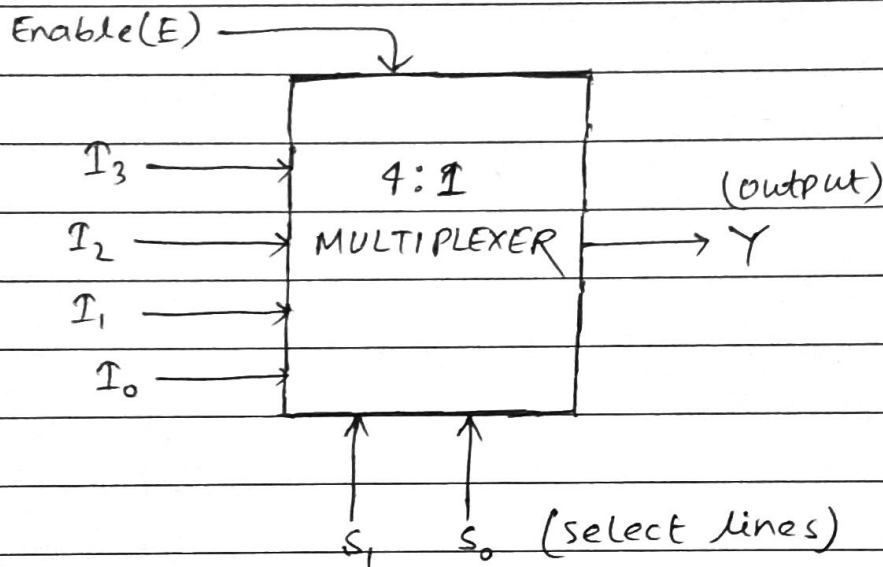 Enable(E)
I₃
4:1
(output)
I₂
MULTIPLEXER
Y
I₁
I₀
S₁ S₀ (select lines)